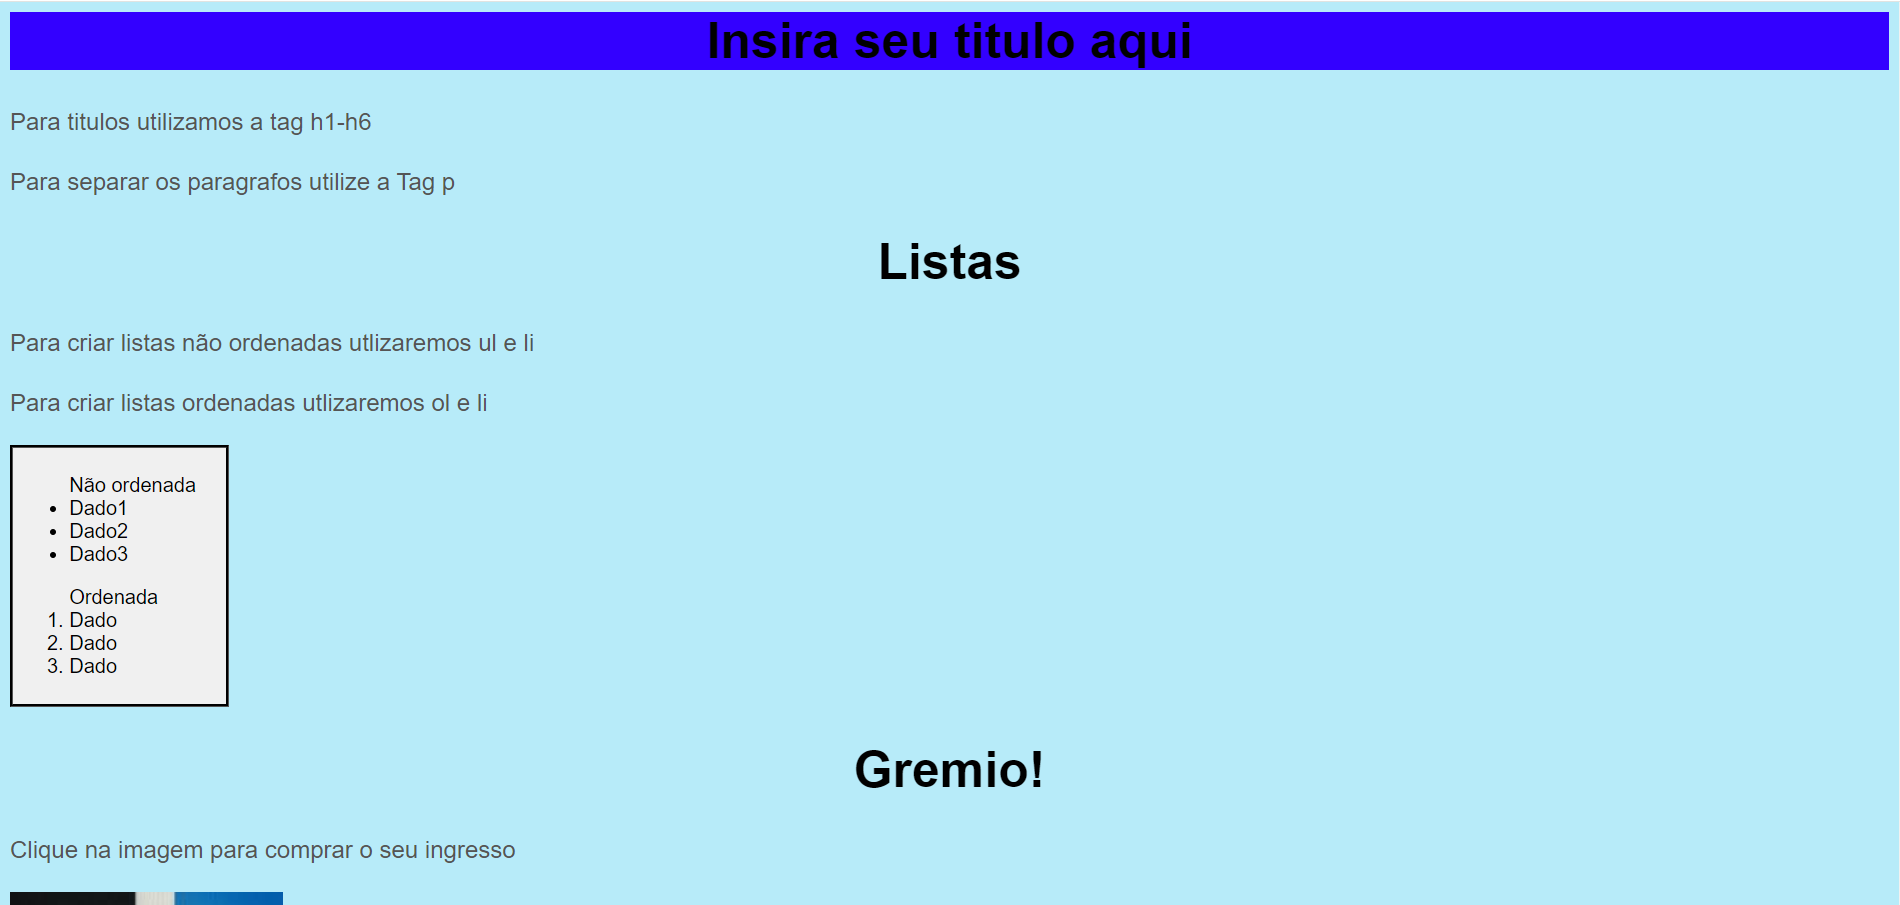 Insira seu titulo aqui
Para titulos utilizamos a tag h1-h6
Para separar os paragrafos utilize a Tag p
Listas
Para criar listas não ordenadas utlizaremos ul e li
Para criar listas ordenadas utlizaremos ol e li
Não ordenada
• Dado1
• Dado2
• Dado3
Ordenada
1. Dado
2. Dado
3. Dado
Gremio!
Clique na imagem para comprar o seu ingresso